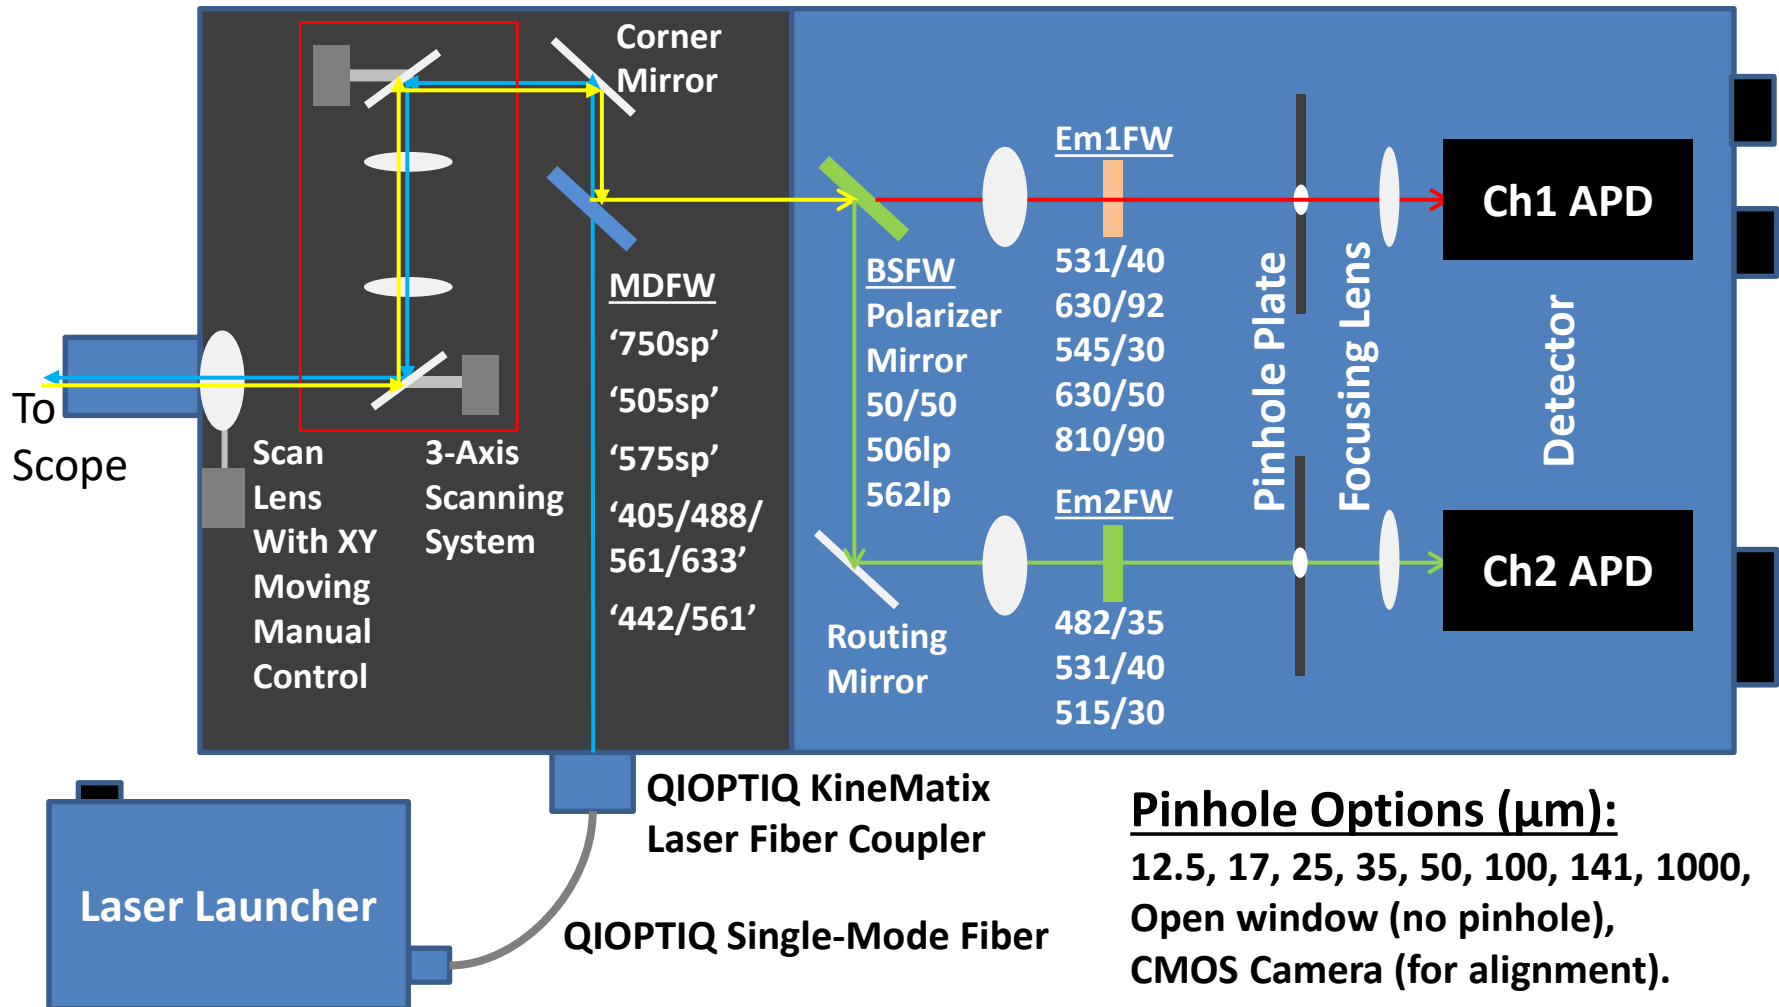 Corner
Mirror
To
Scope
Scan
Lens
With XY
Moving
Manual
Control
3-Axis
Scanning
System
MDFW
‘750sp’
‘505sp’
‘575sp’
‘405/488/
561/633’
‘442/561’
BSFW
Polarizer
Mirror
50/50
506lp
562lp
Routing
Mirror
Em1FW
531/40
630/92
545/30
630/50
810/90
Em2FW
482/35
531/40
515/30
Pinhole Plate
Focusing Lens
Detector
Ch1 APD
Ch2 APD
Laser Launcher
QIOPTIQ KineMatix
Laser Fiber Coupler
QIOPTIQ Single-Mode Fiber
Pinhole Options (µm):
12.5, 17, 25, 35, 50, 100, 141, 1000,
Open window (no pinhole),
CMOS Camera (for alignment).